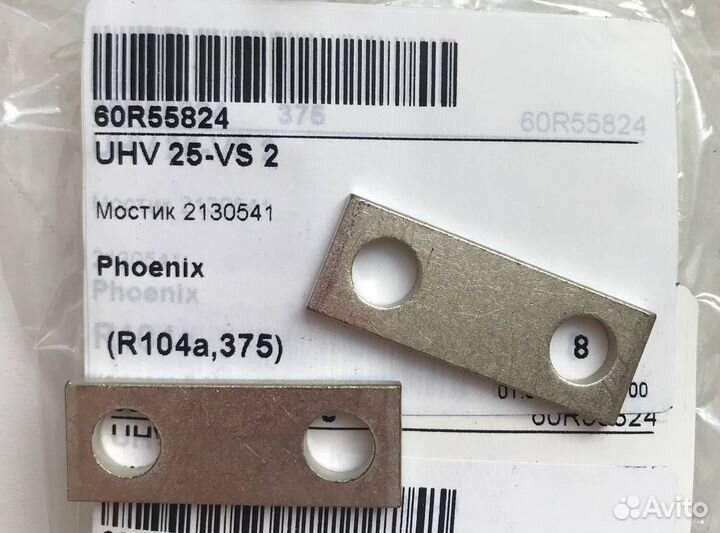 60R55824 375 60R55824
UHV 25-VS 2
Мостик 2130541
Phoenix
Phoenix
(R104a,375)
8
Avito